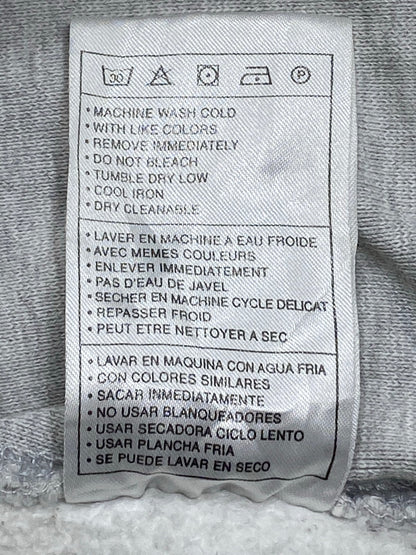 30 P
• MACHINE WASH COLD
• WITH LIKE COLORS
• REMOVE IMMEDIATELY
• DO NOT BLEACH
• TUMBLE DRY LOW
• COOL IRON
• DRY CLEANABLE
• LAVER EN MACHINE A EAU FROIDE
• AVEC MEMES COULEURS
• ENLEVER IMMEDIATEMENT
• PAS D'EAU DE JAVEL
• SECHER EN MACHINE CYCLE DELICAT
• REPASSER FROID
• PEUT ETRE NETTOYER A SEC
• LAVAR EN MAQUINA CON AGUA FRIA
• CON COLORES SIMILARES
• SACAR INMEDIATAMENTE
• NO USAR BLANQUEADORES
• USAR SECADORA CICLO LENTO
• USAR PLANCHA FRIA
• SE PUEDE LAVAR EN SECO